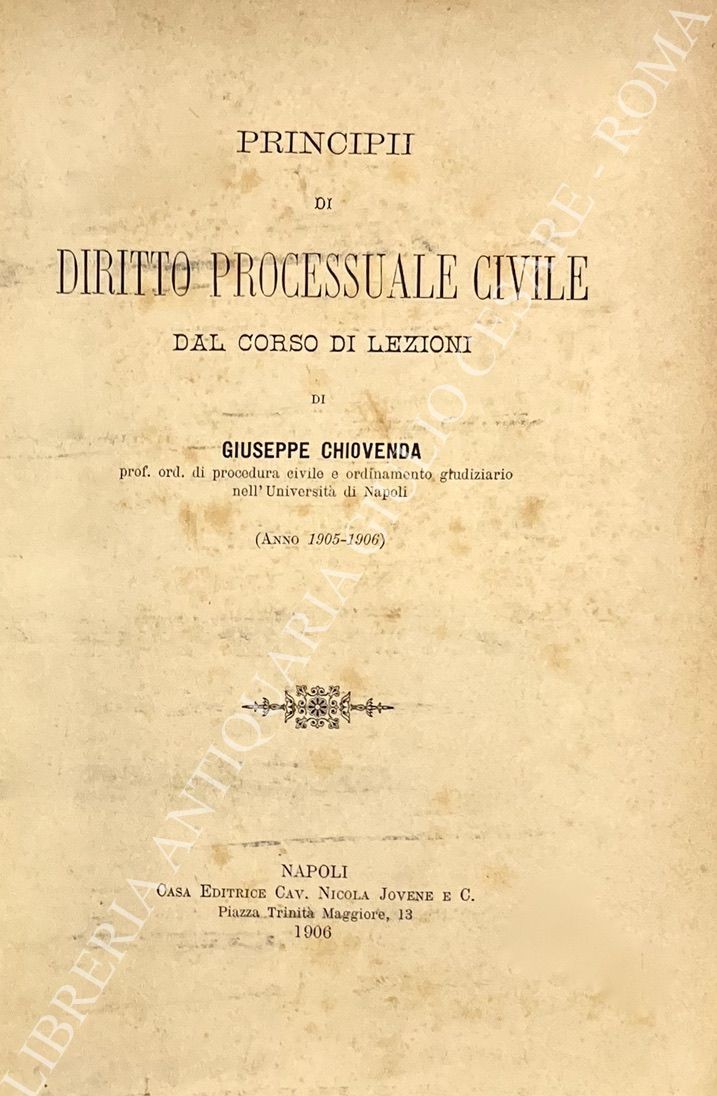 PRINCIPII
DI
DIRITTO PROCESSUALE CIVILE
DAL CORSO DI LEZIONI
DI
GIUSEPPE CHIOVENDA
prof. ord. di procedura civile e ordinamento giudiziario
nell' Università di Napoli
(ANNO 1905-1906)
NAPOLI
CASA EDITRICE CAV. NICOLA JOVENE E C.
Piazza Trinità Maggiore, 13
1906
LIBRERIA ANTIQUARIA GIULIO CESARE - ROMA